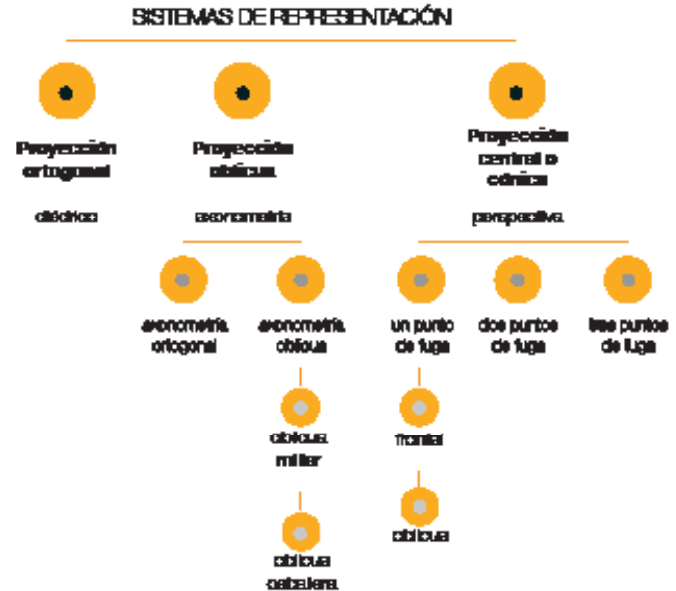 SISTEMAS DE REPRESENTACIÓN
Proyección
ortogonal
Proyección
oblicua
Proyección
central o
cónica
diédrico
axonometría
perspectiva
axonometría
ortogonal
axonometría
oblicua
un punto
de fuga
dos puntos
de fuga
tres puntos
de fuga
oblicua
militar
frontal
oblicua
caballera
oblicua